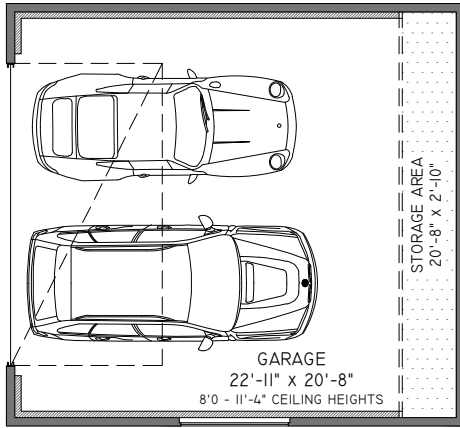 GARAGE
22'-11" x 20'-8"
8'0 - 11'-4" CEILING HEIGHTS
STORAGE AREA
20'-8" x 2'-10"